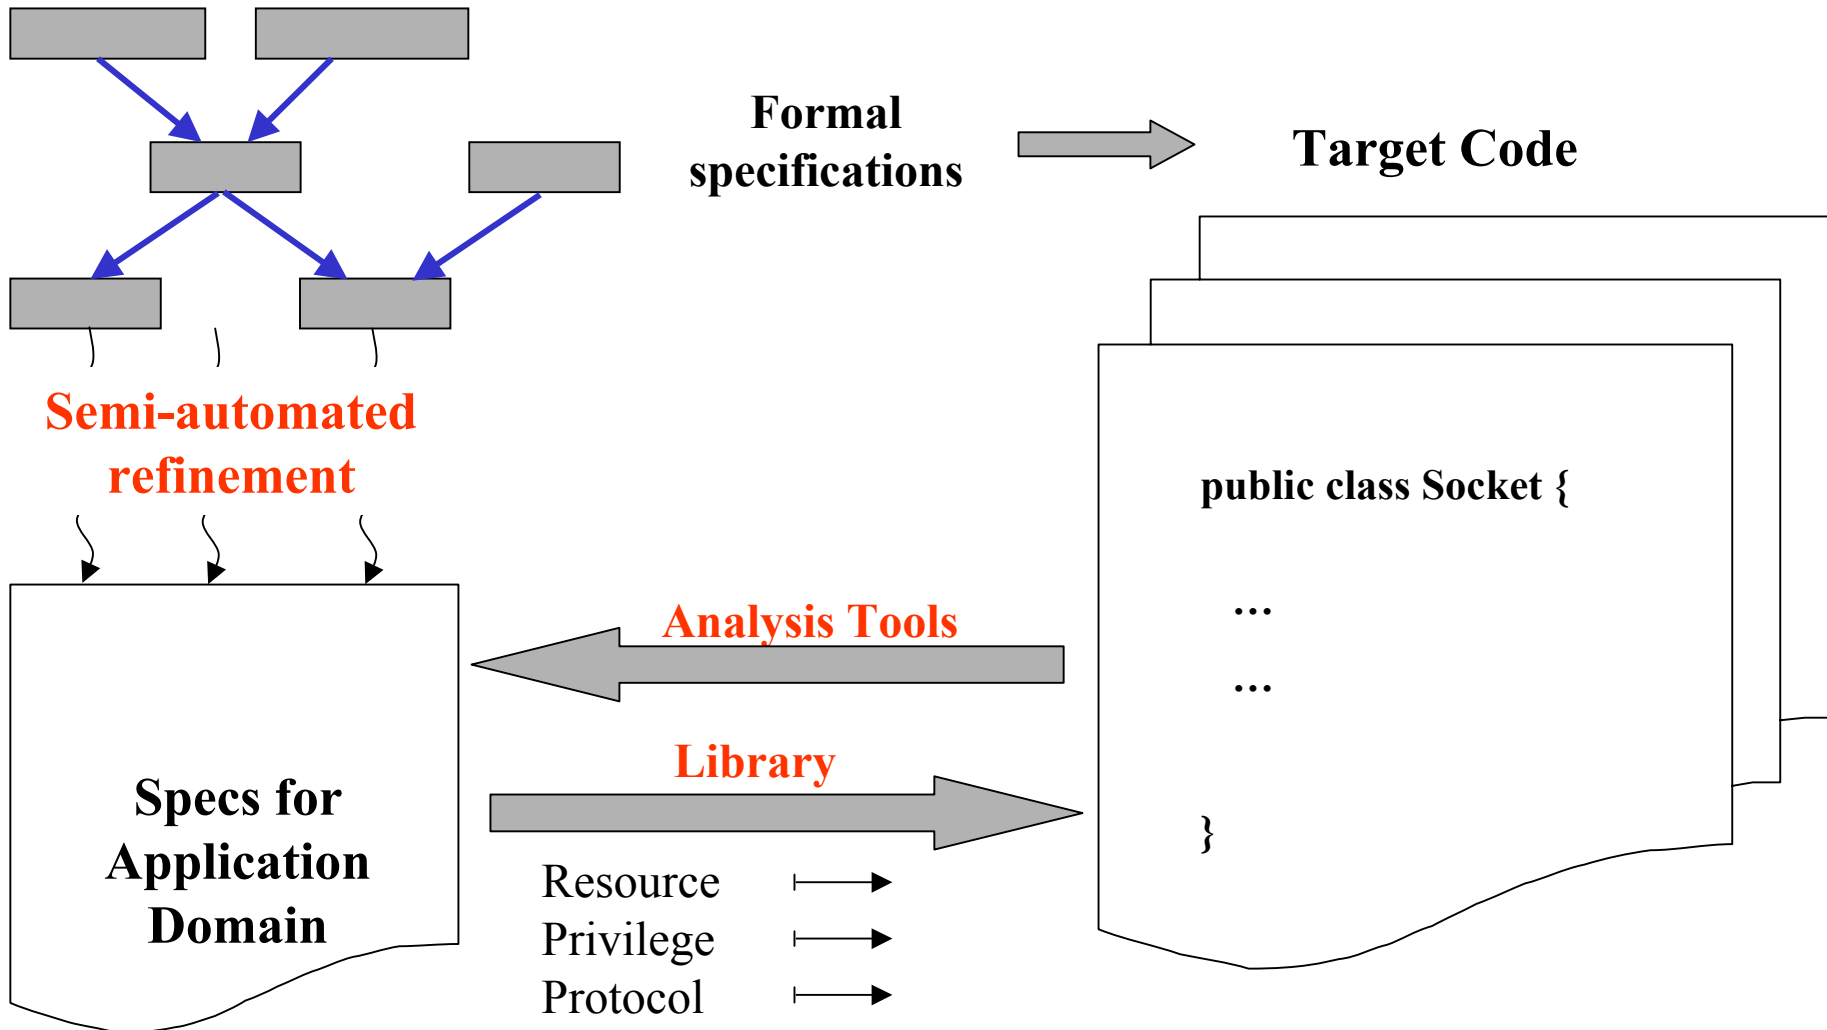 Formal
specifications
Target Code
Semi-automated
refinement
public class Socket {
...
...
}
Analysis Tools
Library
Specs for
Application
Domain
Resource
Privilege
Protocol